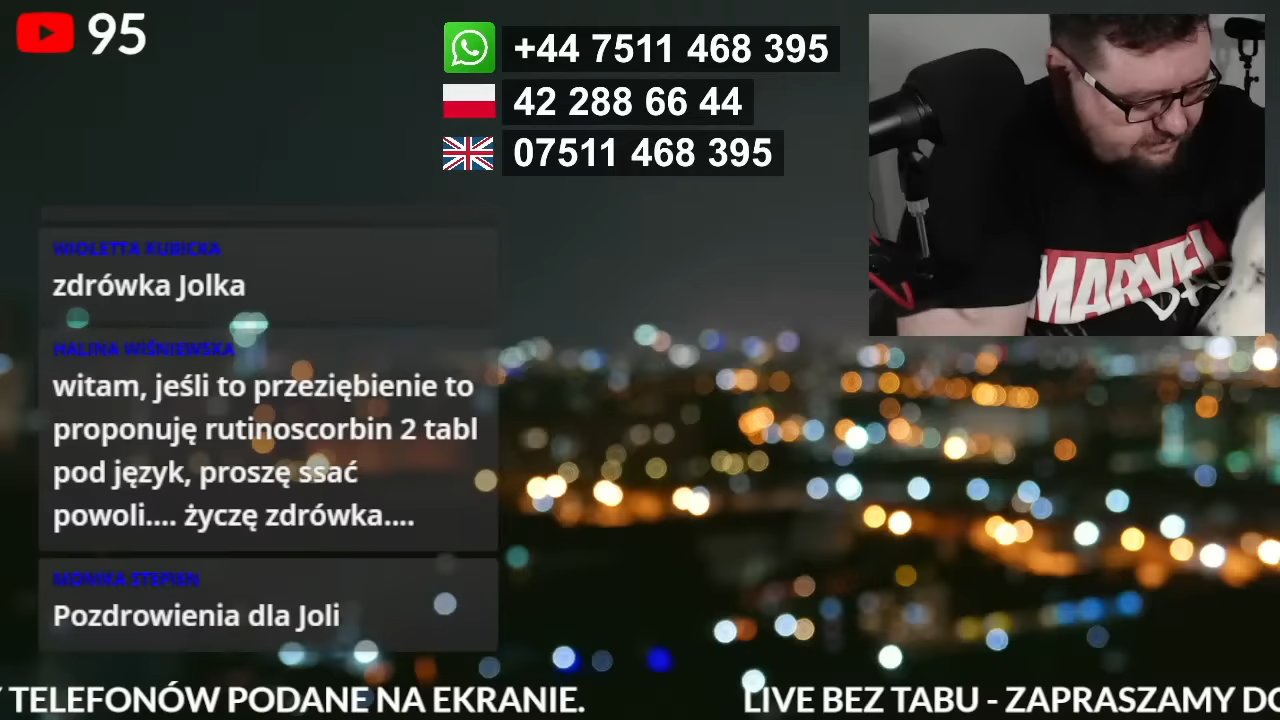 95
+44 7511 468 395
42 288 66 44
07511 468 395
MARVEL
WIOLETTA KUBICKA
zdrówka Jolka
HALINA WIŚNIEWSKA
witam, jeśli to przeziębienie to
proponuję rutinoscorbin 2 tabl
pod język, proszę ssać
powoli.... życzę zdrówka....
MONIKA STEPIEN
Pozdrowienia dla Joli
TELEFONÓW PODANE NA EKRANIE.
LIVE BEZ TABU - ZAPRASZAMY DO